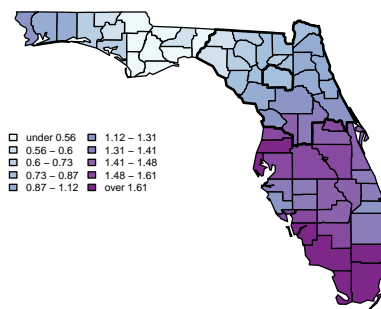 under 0.56
0.56 – 0.6
0.6 – 0.73
0.73 – 0.87
0.87 – 1.12
1.12 – 1.31
1.31 – 1.41
1.41 – 1.48
1.48 – 1.61
over 1.61